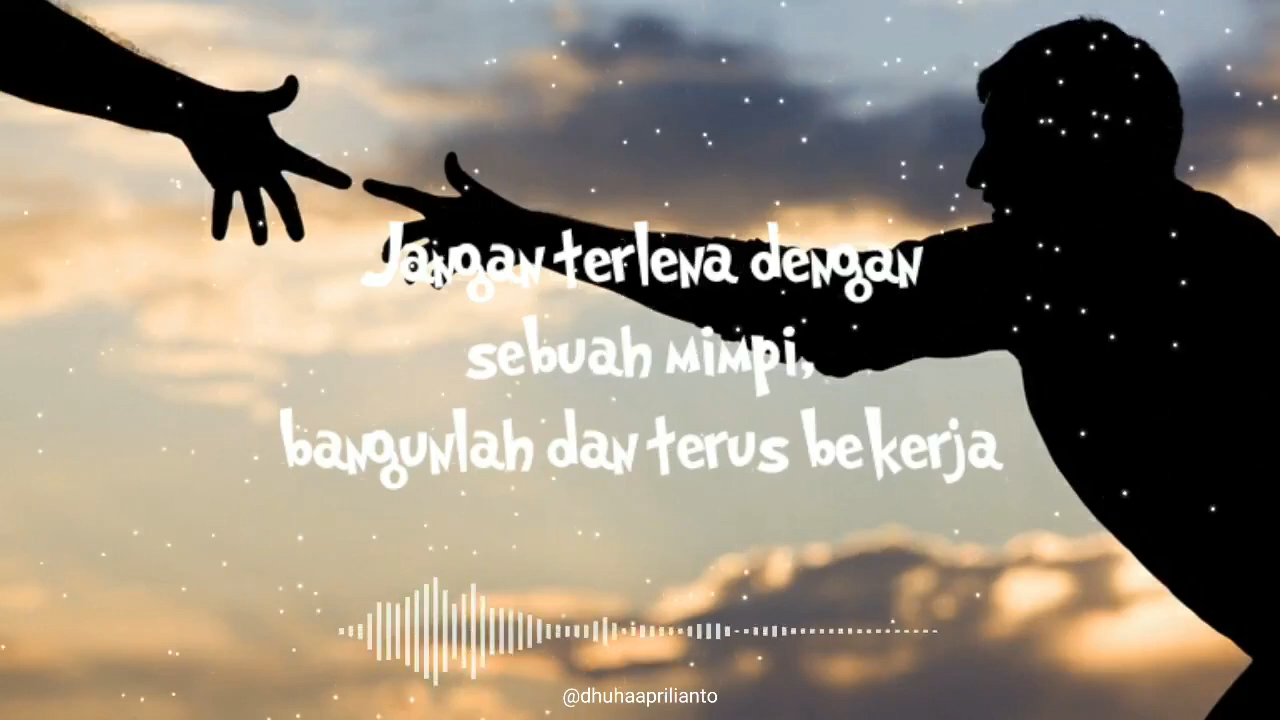 Jangan terlena dengan
sebuah mimpi,
bangunlah dan terus bekerja
@dhuhaaprilianto